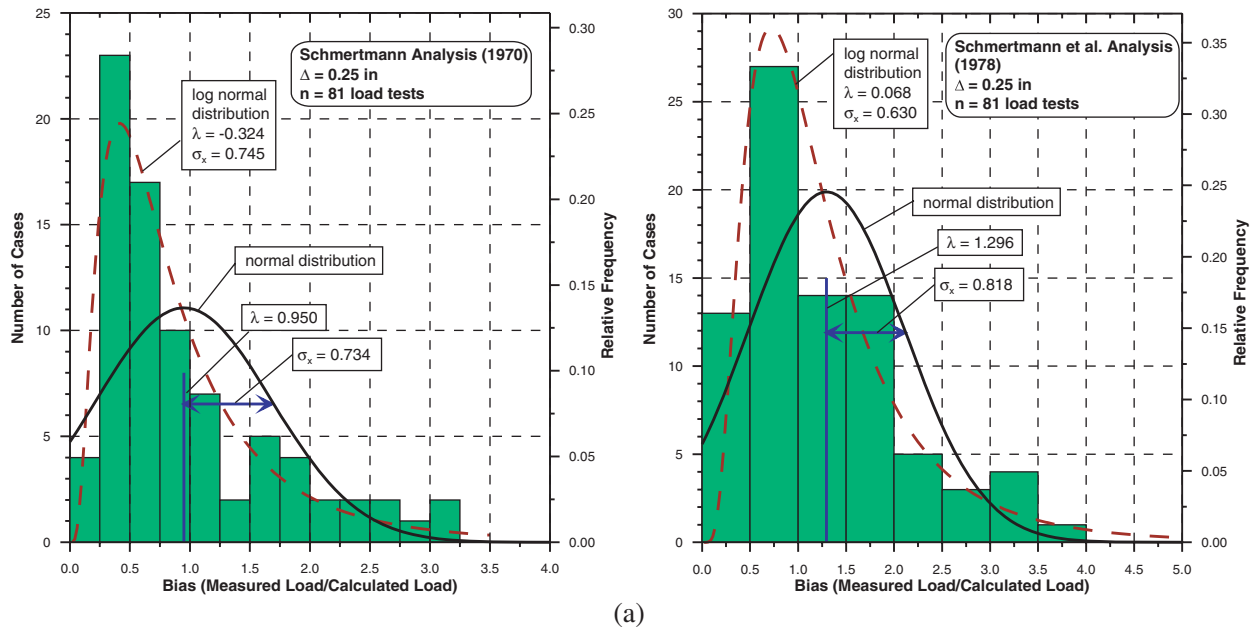 Schmertmann Analysis (1970)
Δ = 0.25 in
n = 81 load tests
log normal
distribution
λ = -0.324
σx = 0.745
normal distribution
λ = 0.950
σx = 0.734
Number of Cases
25
20
15
10
5
0
Relative Frequency
0.30
0.25
0.20
0.15
0.10
0.05
0.00
0.0 0.5 1.0 1.5 2.0 2.5 3.0 3.5 4.0
Bias (Measured Load/Calculated Load)
Schmertmann et al. Analysis
(1978)
Δ = 0.25 in
n = 81 load tests
log normal
distribution
λ = 0.068
σx = 0.630
normal distribution
λ = 1.296
σx = 0.818
Number of Cases
30
25
20
15
10
5
0
Relative Frequency
0.35
0.30
0.25
0.20
0.15
0.10
0.05
0.00
0.0 0.5 1.0 1.5 2.0 2.5 3.0 3.5 4.0 4.5 5.0
Bias (Measured Load/Calculated Load)
(a)